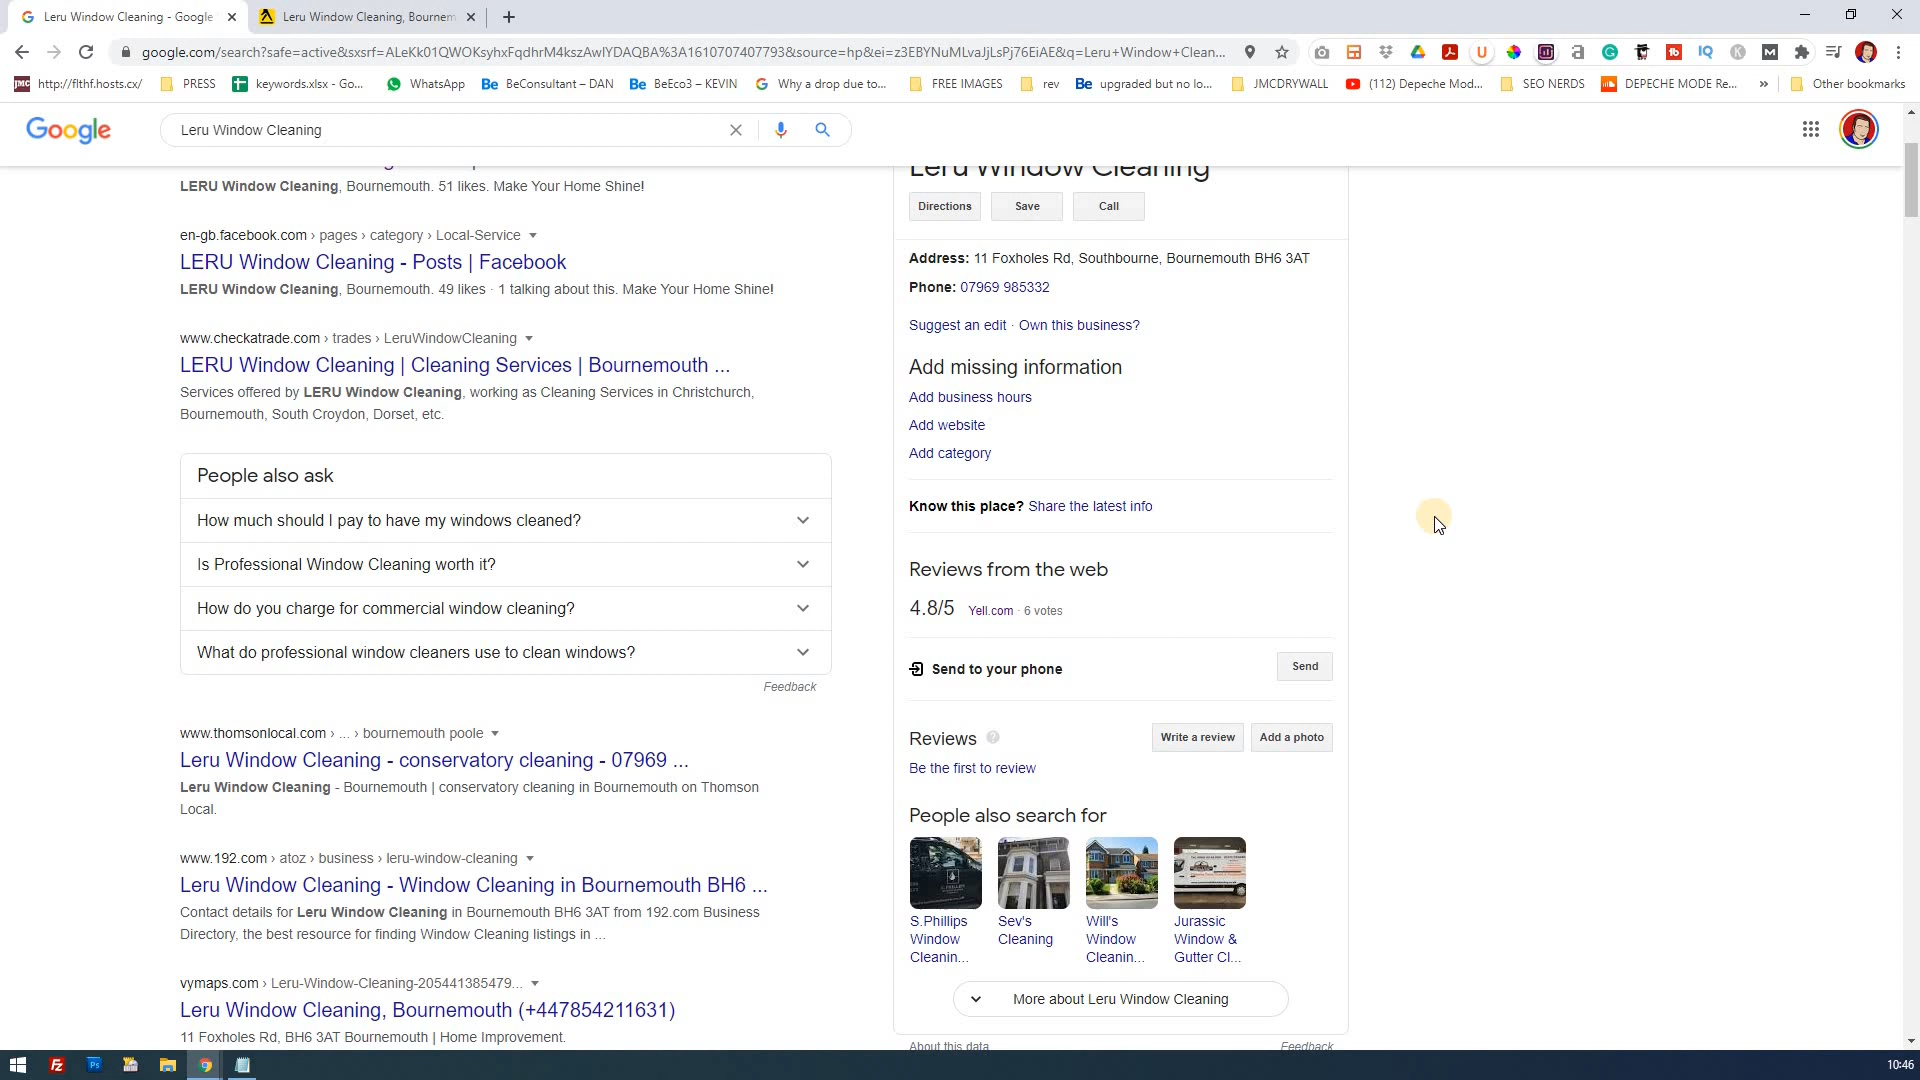 Leru Window Cleaning - Google
Leru Window Cleaning, Bournem
google.com/search?safe=active&sxsrf=ALeKk01QWOKsyhxFqdhrM4kszAwlYDAQBA%3A1610707407793&source=hp&ei=z3EBYNuMLvaJjLsPj76EiAE&q=Leru+Window+Clean...
http://flthf.hosts.cx/
PRESS
keywords.xlsx - Go...
WhatsApp
BeConsultant – DAN
BeEco3 – KEVIN
Why a drop due to...
FREE IMAGES
rev
upgraded but no lo...
JMCDRYWALL
(112) Depeche Mod...
SEO NERDS
DEPECHE MODE Re...
Other bookmarks
Google
Leru Window Cleaning
LERU Window Cleaning, Bournemouth. 51 likes. Make Your Home Shine!
en-gb.facebook.com › pages › category › Local-Service
LERU Window Cleaning - Posts | Facebook
LERU Window Cleaning, Bournemouth. 49 likes · 1 talking about this. Make Your Home Shine!
www.checkatrade.com › trades › LeruWindowCleaning
LERU Window Cleaning | Cleaning Services | Bournemouth ...
Services offered by LERU Window Cleaning, working as Cleaning Services in Christchurch,
Bournemouth, South Croydon, Dorset, etc.
People also ask
How much should I pay to have my windows cleaned?
Is Professional Window Cleaning worth it?
How do you charge for commercial window cleaning?
What do professional window cleaners use to clean windows?
Feedback
www.thomsonlocal.com › ... › bournemouth poole
Leru Window Cleaning - conservatory cleaning - 07969 ...
Leru Window Cleaning - Bournemouth | conservatory cleaning in Bournemouth on Thomson
Local.
www.192.com › atoz › business › leru-window-cleaning
Leru Window Cleaning - Window Cleaning in Bournemouth BH6 ...
Contact details for Leru Window Cleaning in Bournemouth BH6 3AT from 192.com Business
Directory, the best resource for finding Window Cleaning listings in ...
vymaps.com › Leru-Window-Cleaning-205441385479...
Leru Window Cleaning, Bournemouth (+447854211631)
11 Foxholes Rd, BH6 3AT Bournemouth | Home Improvement.
Leru Window Cleaning
Directions
Save
Call
Address: 11 Foxholes Rd, Southbourne, Bournemouth BH6 3AT
Phone: 07969 985332
Suggest an edit · Own this business?
Add missing information
Add business hours
Add website
Add category
Know this place? Share the latest info
Reviews from the web
4.8/5 Yell.com · 6 votes
Send to your phone
Send
Reviews
Write a review
Add a photo
Be the first to review
People also search for
S.Phillips
Window
Cleanin...
Sev's
Cleaning
Will's
Window
Cleanin...
Jurassic
Window &
Gutter Cl...
More about Leru Window Cleaning
About this data
Feedback
10:46